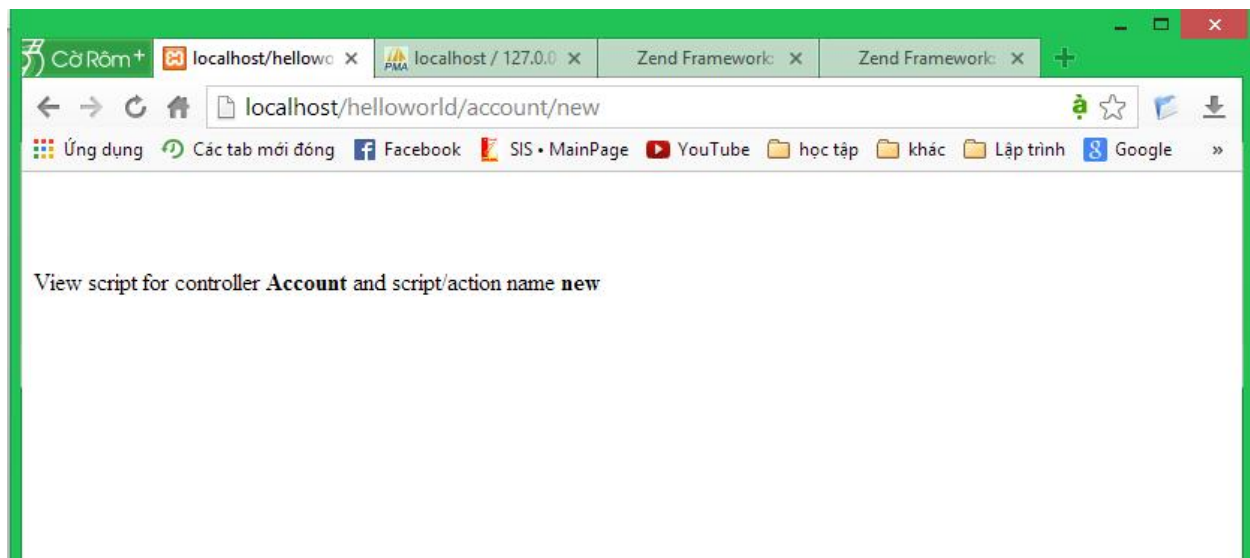 Cờ Rôm+ localhost/hellowo localhost / 127.0.0 Zend Framework: Zend Framework:
localhost/helloworld/account/new
Ứng dụng Các tab mới đóng Facebook SIS • MainPage YouTube học tập khác Lập trình Google »
View script for controller Account and script/action name new